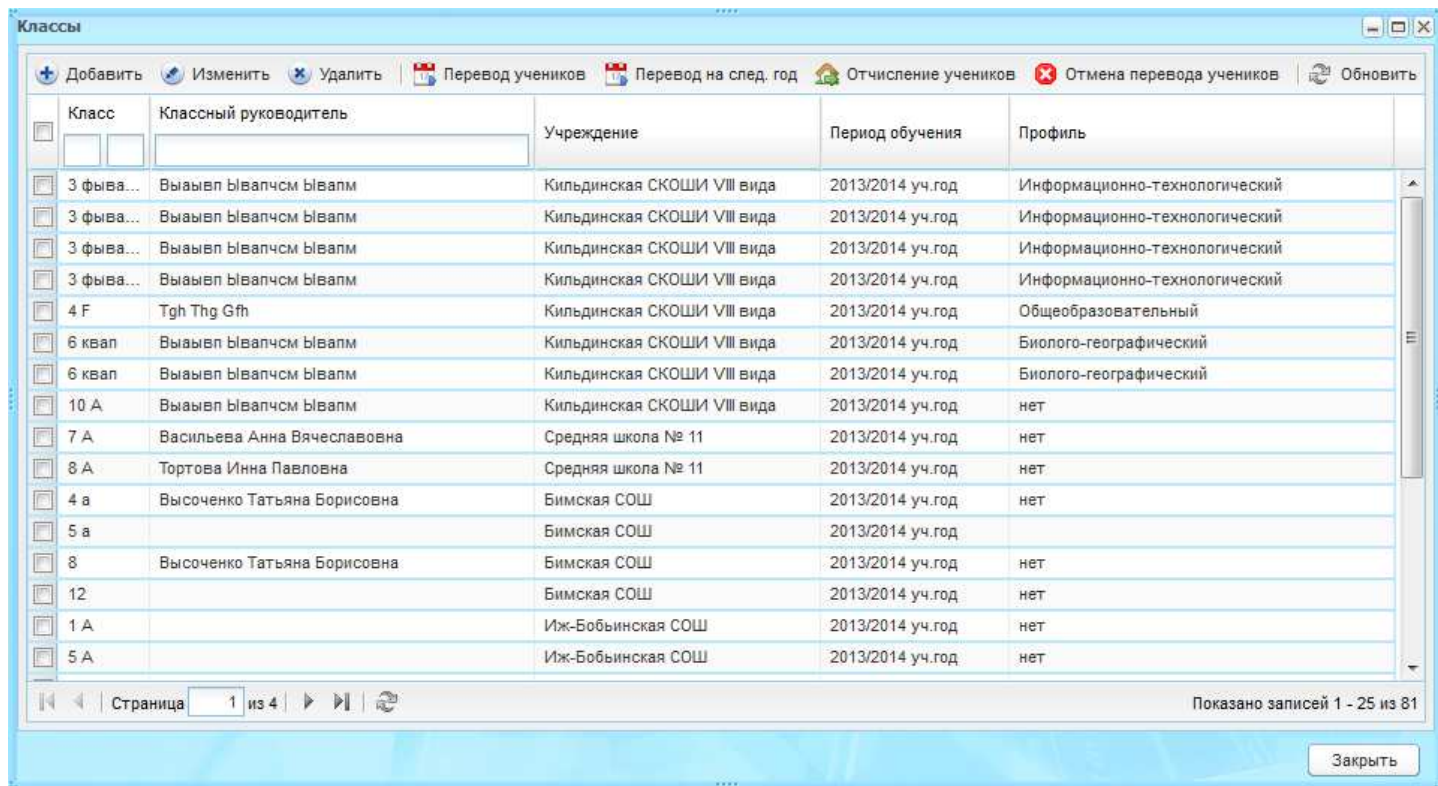 Классы
Добавить Изменить Удалить Перевод учеников Перевод на след. год Отчисление учеников Отмена перевода учеников Обновить
Класс Классный руководитель Учреждение Период обучения Профиль
3 фыва... Выаывп Ывапчсм Ывапм Кильдинская СКОШИ VIII вида 2013/2014 уч.год Информационно-технологический
3 фыва... Выаывп Ывапчсм Ывапм Кильдинская СКОШИ VIII вида 2013/2014 уч.год Информационно-технологический
3 фыва... Выаывп Ывапчсм Ывапм Кильдинская СКОШИ VIII вида 2013/2014 уч.год Информационно-технологический
3 фыва... Выаывп Ывапчсм Ывапм Кильдинская СКОШИ VIII вида 2013/2014 уч.год Информационно-технологический
4 F Tgh Thg Gfh Кильдинская СКОШИ VIII вида 2013/2014 уч.год Общеобразовательный
6 квап Выаывп Ывапчсм Ывапм Кильдинская СКОШИ VIII вида 2013/2014 уч.год Биолого-географический
6 квап Выаывп Ывапчсм Ывапм Кильдинская СКОШИ VIII вида 2013/2014 уч.год Биолого-географический
10 А Выаывп Ывапчсм Ывапм Кильдинская СКОШИ VIII вида 2013/2014 уч.год нет
7 А Васильева Анна Вячеславовна Средняя школа № 11 2013/2014 уч.год нет
8 А Тортова Инна Павловна Средняя школа № 11 2013/2014 уч.год нет
4 а Высоченко Татьяна Борисовна Бимская СОШ 2013/2014 уч.год нет
5 а Бимская СОШ 2013/2014 уч.год
8 Высоченко Татьяна Борисовна Бимская СОШ 2013/2014 уч.год нет
12 Бимская СОШ 2013/2014 уч.год нет
1 А Иж-Бобьинская СОШ 2013/2014 уч.год нет
5 А Иж-Бобьинская СОШ 2013/2014 уч.год нет
Страница 1 из 4 Показано записей 1 - 25 из 81
Закрыть